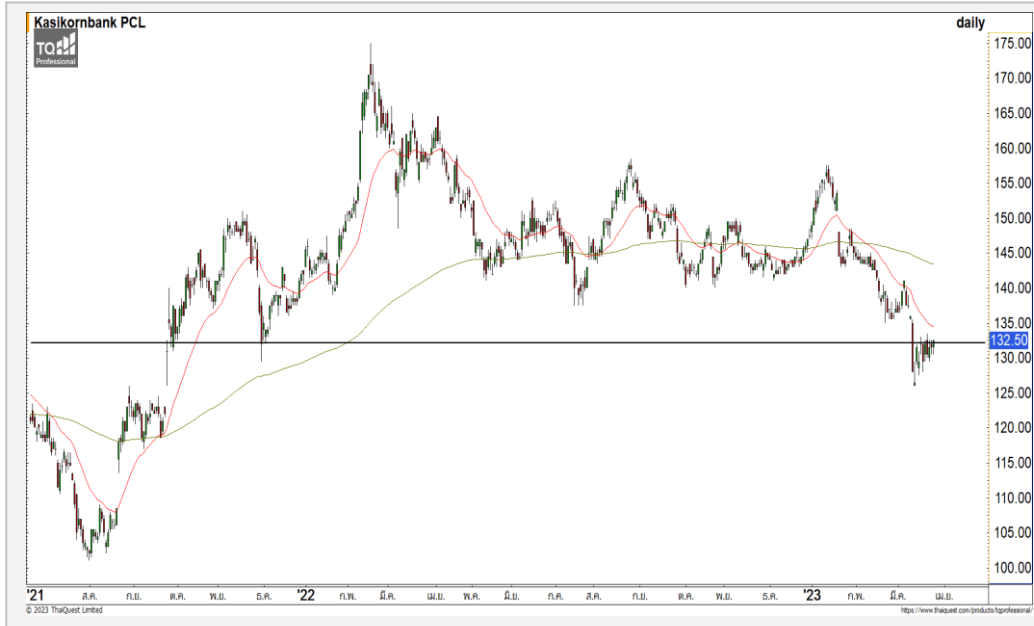 Kasikornbank PCL
daily
TQ
Professional
175.00
170.00
165.00
160.00
155.00
150.00
145.00
140.00
135.00
132.50
130.00
125.00
120.00
115.00
110.00
105.00
100.00
'21 ส.ค. ก.ย. ต.ค. พ.ย. ธ.ค. '22 ก.พ. มี.ค. เม.ย. พ.ค. มิ.ย. ก.ค. ส.ค. ก.ย. ต.ค. พ.ย. ธ.ค. '23 ก.พ. มี.ค. เม.ย.
© 2023 ThaiQuest Limited
https://www.thaiquest.com/products/tqprofessional/